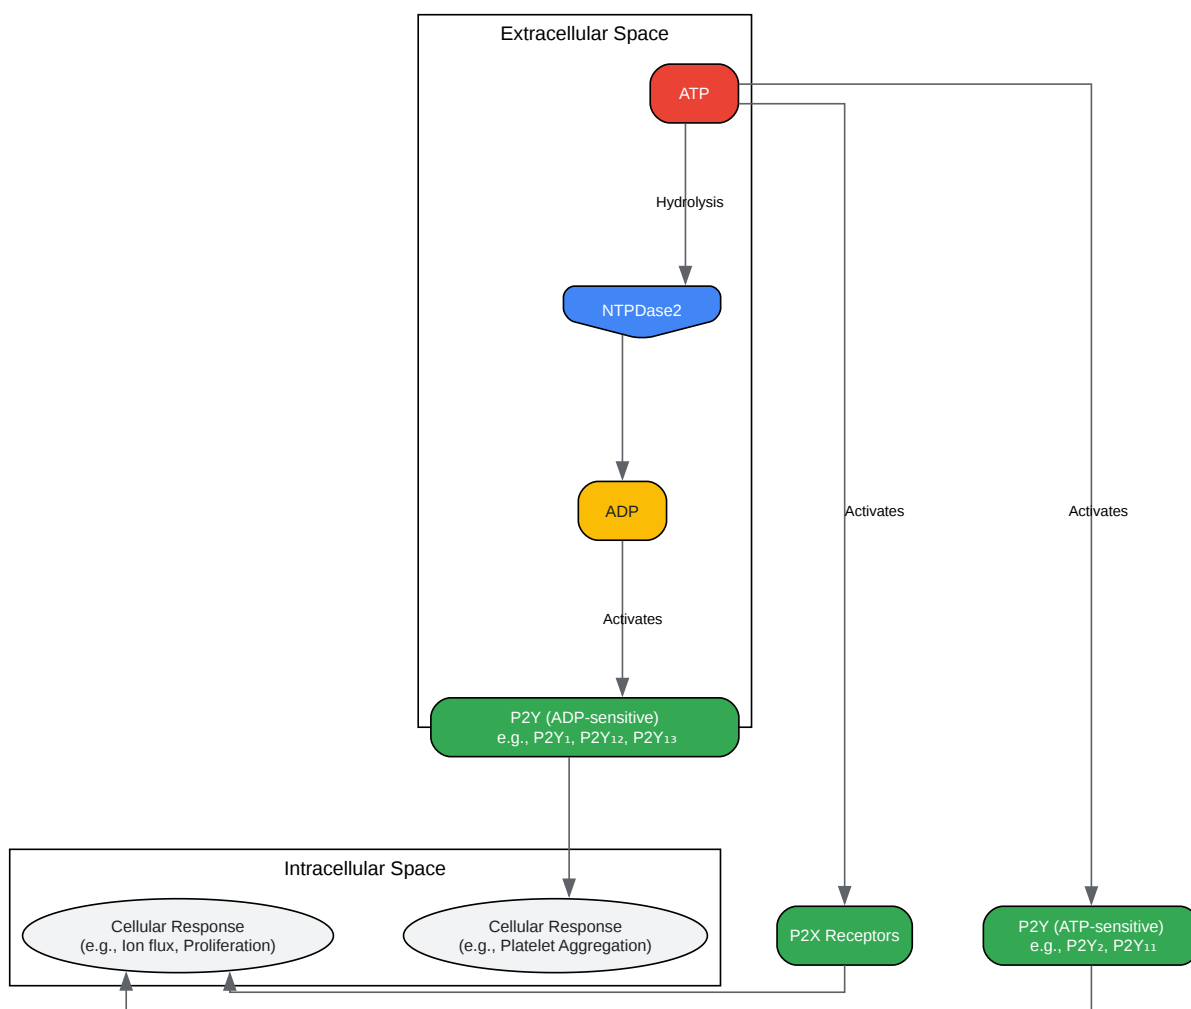 Extracellular Space
ATP
Hydrolysis
NTPDase2
ADP
Activates
Activates
Activates
P2Y (ADP-sensitive)
e.g., P2Y₁, P2Y₁₂, P2Y₁₃
Intracellular Space
Cellular Response
(e.g., Ion flux, Proliferation)
Cellular Response
(e.g., Platelet Aggregation)
P2X Receptors
P2Y (ATP-sensitive)
e.g., P2Y₂, P2Y₁₁